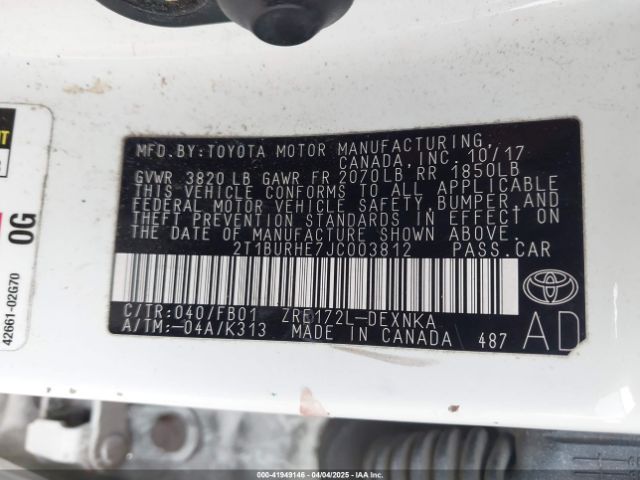 MFD.BY:TOYOTA MOTOR MANUFACTURING,
CANADA, INC. 10/17
GVWR 3820 LB GAWR FR 2070LB RR 1850LB
THIS VEHICLE CONFORMS TO ALL APPLICABLE
FEDERAL MOTOR VEHICLE SAFETY, BUMPER, AND
THEFT PREVENTION STANDARDS IN EFFECT ON
THE DATE OF MANUFACTURE SHOWN ABOVE.
2T1BURHE7JC003812 PASS.CAR
C/TR:040/FB01 ZRE172L-DEXNKA
A/TM:-04A/K313 MADE IN CANADA 487
AD
0G
42661-02G70
000-41949146 - 04/04/2025 - IAA Inc.